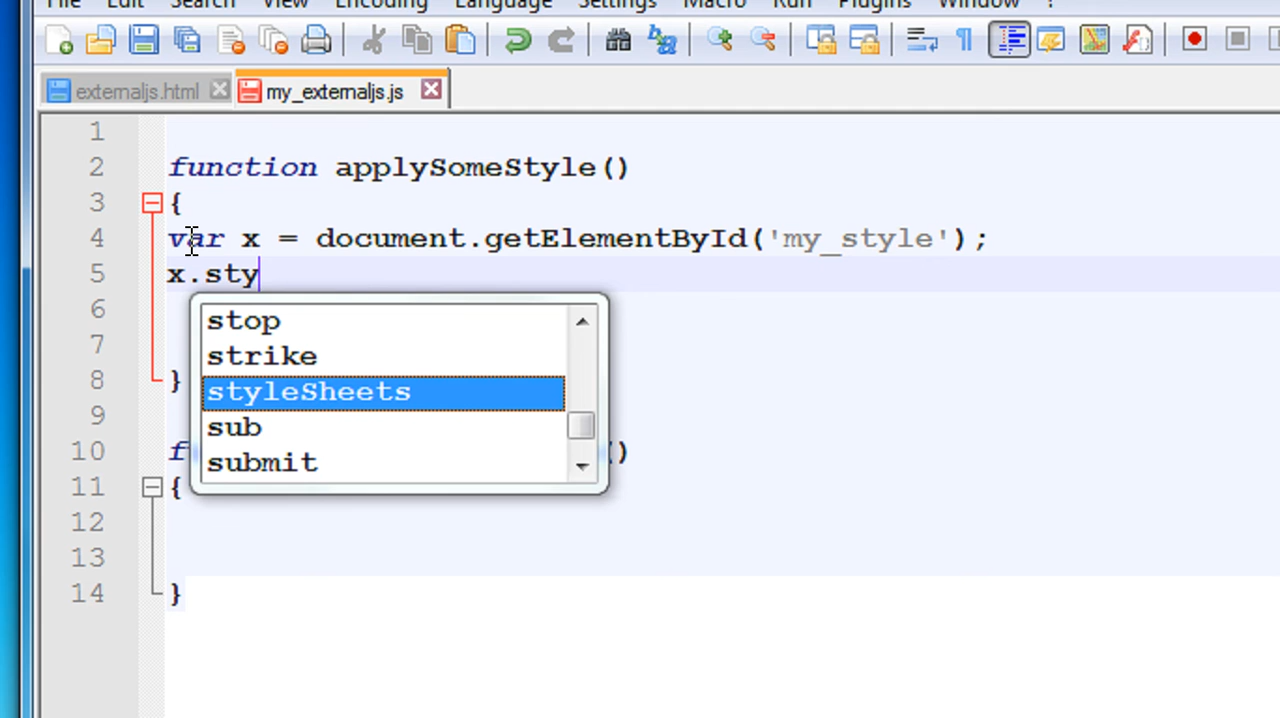 File Edit Search View Encoding Language Settings Macro Run Plugins Window ?
externaljs.html my_externaljs.js
1
2 function applySomeStyle()
3 {
4 var x = document.getElementById('my_style');
5 x.sty
6
7
8 }
9
10 f ()
11 {
12
13
14 }
stop
strike
styleSheets
sub
submit